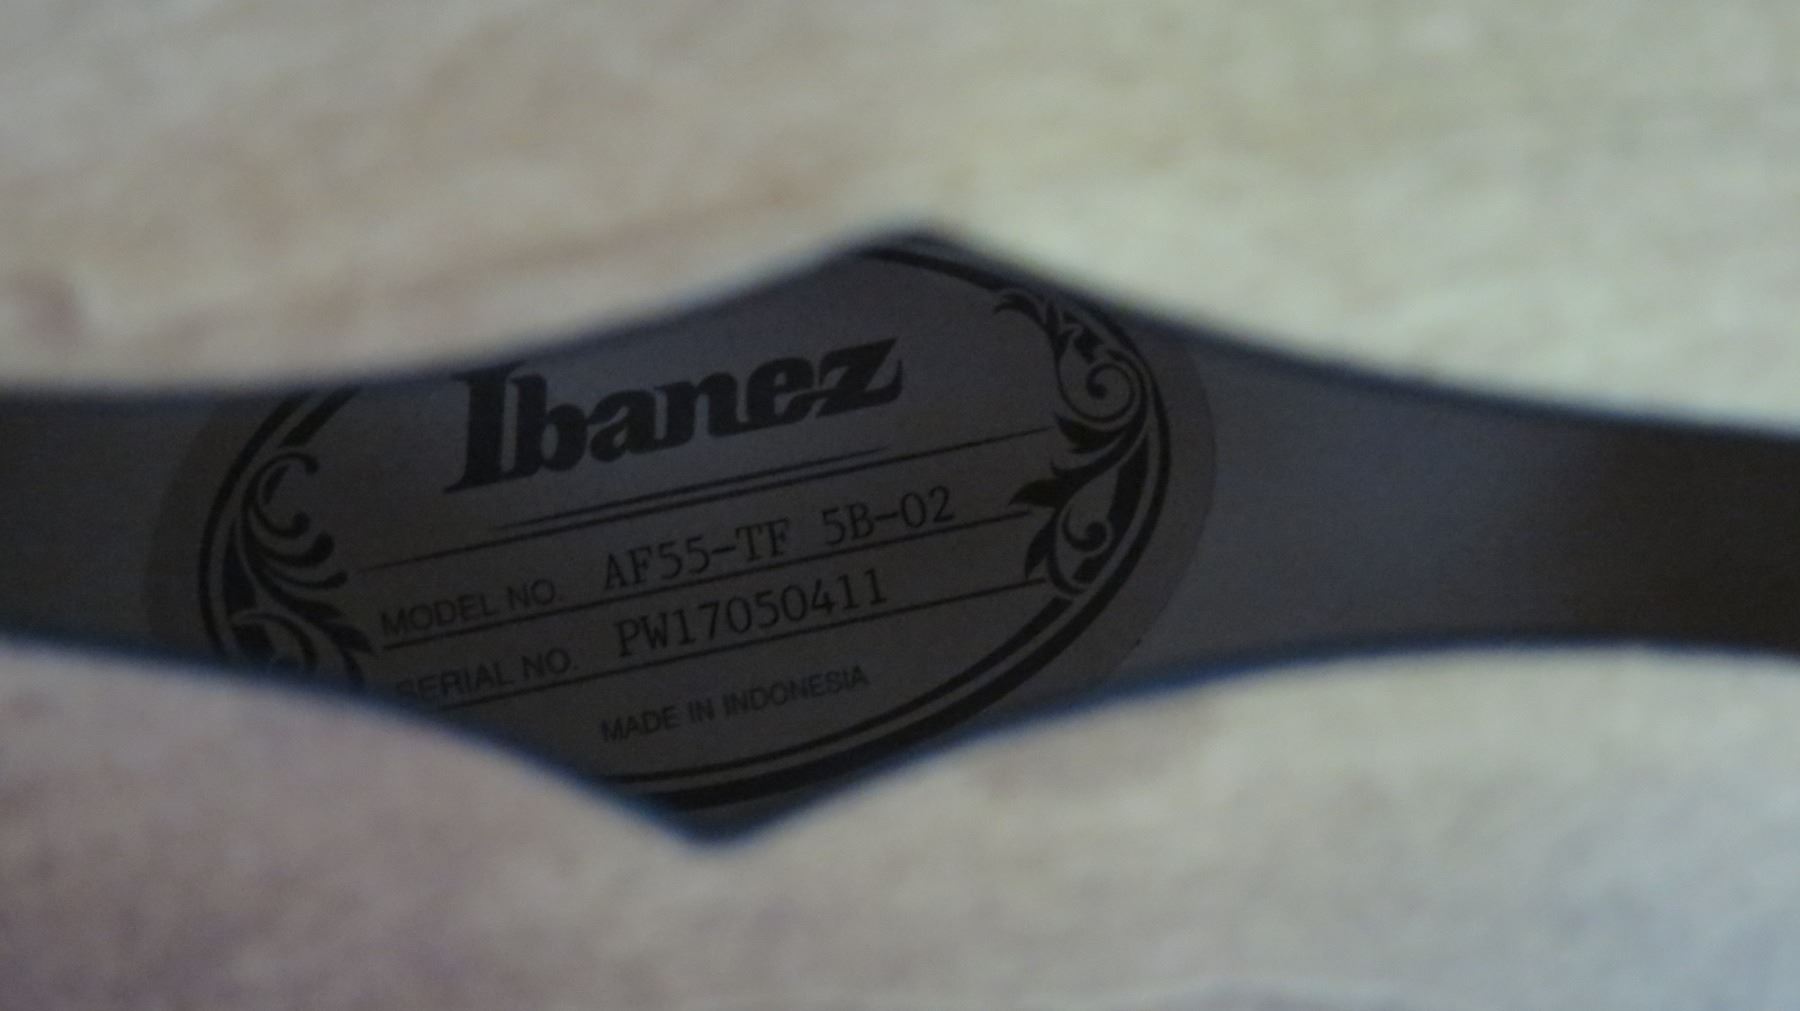 Ibanez
MODEL NO. AF55-TF 5B-02
SERIAL NO. PW17050411
MADE IN INDONESIA